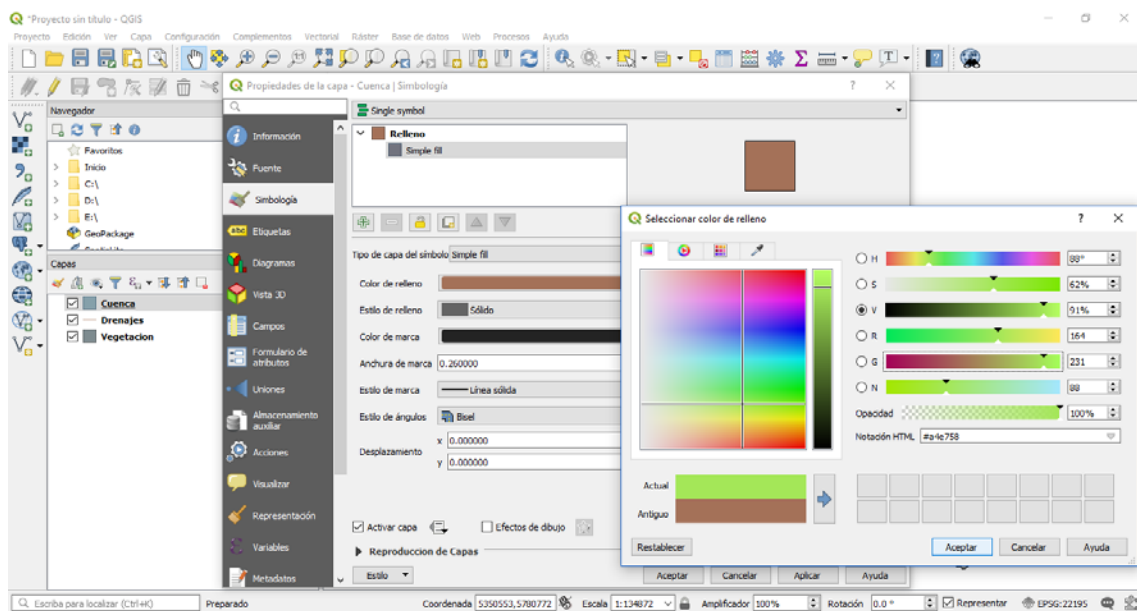 *Proyecto sin título - QGIS
Proyecto Edición Ver Capa Configuración Complementos Vectorial Ráster Base de datos Web Procesos Ayuda
Navegador
Favoritos
Inicio
C:\
D:\
E:\
GeoPackage
Capas
Cuenca
Drenajes
Vegetacion
Propiedades de la capa - Cuenca | Simbología
Información
Fuente
Simbología
Etiquetas
Diagramas
Vista 3D
Campos
Formulario de atributos
Uniones
Almacenamiento auxiliar
Acciones
Visualizar
Representación
Variables
Metadatos
Single symbol
Relleno
Simple fill
Tipo de capa del símbolo Simple fill
Color de relleno
Estilo de relleno Sólido
Color de marca
Anchura de marca 0.260000
Estilo de marca Línea sólida
Estilo de ángulos Bisel
Desplazamiento
x 0.000000
y 0.000000
Activar capa Efectos de dibujo
Reproduccion de Capas
Estilo Aceptar Cancelar Aplicar Ayuda
Seleccionar color de relleno
H 88°
S 62%
V 91%
R 164
G 231
N 88
Opacidad 100%
Notación HTML #a4e758
Actual
Antiguo
Restablecer Aceptar Cancelar Ayuda
Escriba para localizar (Ctrl+K) Preparado Coordenada 5350553,5780772 Escala 1:134872 Amplificador 100% Rotación 0.0 ° Representar EPSG:22195